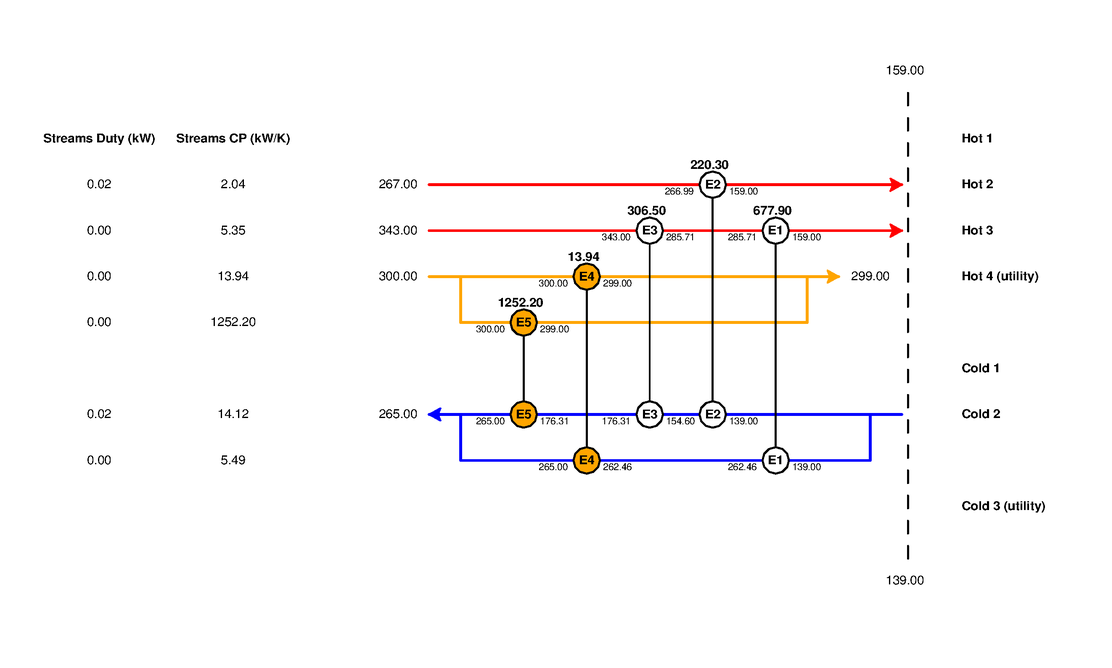 159.00
Streams Duty (kW) Streams CP (kW/K) Hot 1
220.30
0.02 2.04 267.00 E2 Hot 2
266.99 159.00
306.50 677.90
0.00 5.35 343.00 E3 E1 Hot 3
343.00 285.71 285.71 159.00
13.94
0.00 13.94 300.00 E4 299.00 Hot 4 (utility)
300.00 299.00
1252.20
0.00 1252.20 E5
300.00 299.00
Cold 1
0.02 14.12 265.00 E5 E3 E2 Cold 2
265.00 176.31 176.31 154.60 139.00
0.00 5.49 E4 E1
265.00 262.46 262.46 139.00
Cold 3 (utility)
139.00